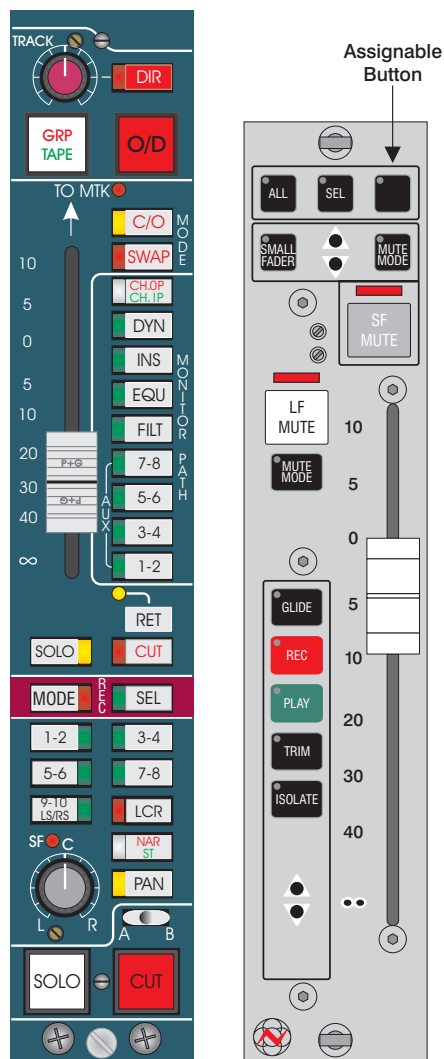 TRACK
DIR
GRP
TAPE
O/D
TO MTK
C/O
SWAP
MODE
10
5
0
5
10
20
30
40
∞
CH.OP
CH.IP
DYN
INS
EQU
FILT
7-8
5-6
3-4
1-2
MONITOR PATH
AUX
P+G
P+G
RET
SOLO
CUT
MODE
REC
SEL
1-2
3-4
5-6
7-8
9-10
LS/RS
LCR
NAR
ST
SF
C
PAN
L
R
A
B
SOLO
CUT
Assignable
Button
ALL
SEL
SMALL
FADER
MUTE
MODE
SF
MUTE
LF
MUTE
MUTE
MODE
10
5
0
5
10
20
30
40
∞
GLIDE
REC
PLAY
TRIM
ISOLATE